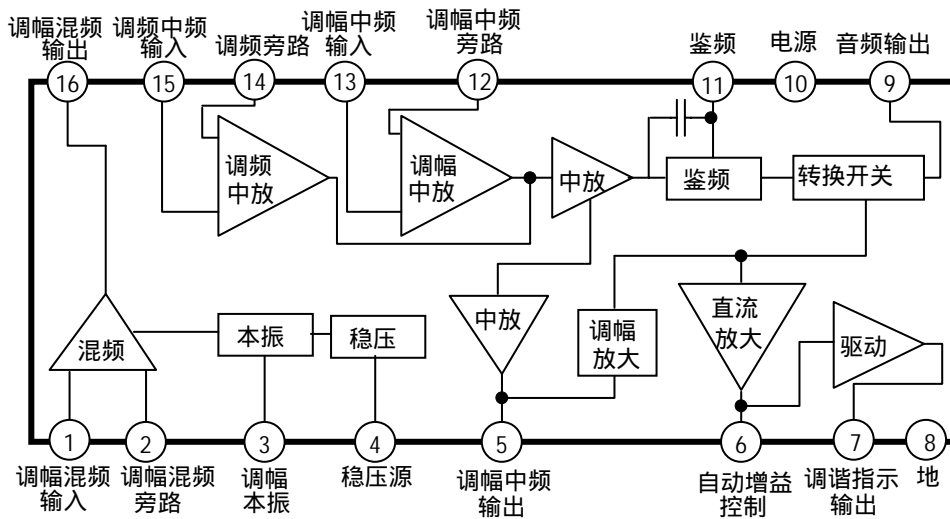 调幅混频
输出
调频中频
输入
调频旁路
调幅中频
输入
调幅中频
旁路
鉴频
电源
音频输出
16
15
14
13
12
11
10
9
调频
中放
调幅
中放
中放
鉴频
转换开关
混频
本振
稳压
中放
调幅
放大
直流
放大
驱动
1
2
3
4
5
6
7
8
调幅混频
输入
调幅混频
旁路
调幅
本振
稳压源
调幅中频
输出
自动增益
控制
调谐指示
输出
地